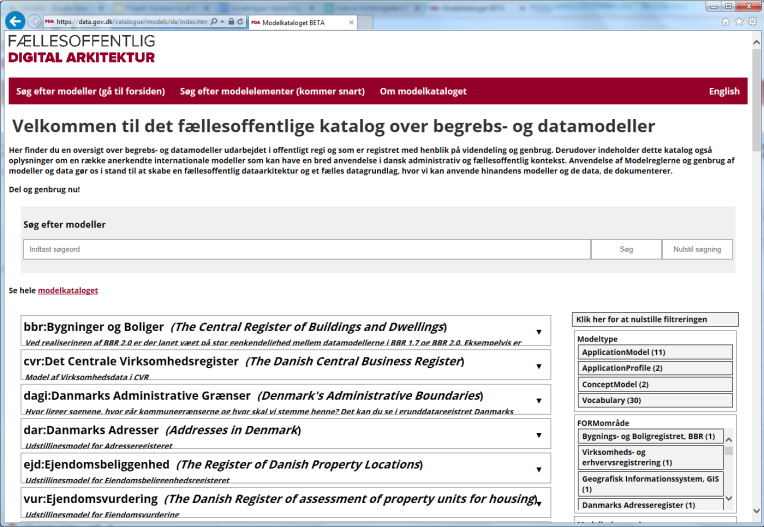 https://data.gov.dk/catalogue/models/da/index.htm
Modelkataloget BETA
FÆLLESOFFENTLIG
DIGITAL ARKITEKTUR
Søg efter modeller (gå til forsiden) Søg efter modelelementer (kommer snart) Om modelkataloget English
Velkommen til det fællesoffentlige katalog over begrebs- og datamodeller
Her finder du en oversigt over begrebs- og datamodeller udarbejdet i offentligt regi og som er registret med henblik på videndeling og genbrug. Derudover indeholder dette katalog også
oplysninger om en række anerkendte internationale modeller som kan have en bred anvendelse i dansk administrativ og fællesoffentlig kontekst. Anvendelse af Modelreglerne og genbrug af
modeller og data gør os i stand til at skabe en fællesoffentlig dataarkitektur og et fælles datagrundlag, hvor vi kan anvende hinandens modeller og de data, de dokumenterer.
Del og genbrug nu!
Søg efter modeller
Indtast søgeord Søg Nulstil søgning
Se hele modelkataloget
bbr:Bygninger og Boliger (The Central Register of Buildings and Dwellings)
Ved realiseringen af BBR 2.0 er der lagt vægt på stor genkendelighed mellem datamodellerne i BBR 1.7 og BBR 2.0. Eksempelvis er
cvr:Det Centrale Virksomhedsregister (The Danish Central Business Register)
Model af Virksomhedsdata i CVR
dagi:Danmarks Administrative Grænser (Denmark's Administrative Boundaries)
Hvor ligger sognene, hvor går kommunegrænserne og hvor skal vi stemme henne? Det kan du se i grunddataregistret Danmarks
dar:Danmarks Adresser (Addresses in Denmark)
Udstillingsmodel for Adresseregisteret
ejd:Ejendomsbeliggenhed (The Register of Danish Property Locations)
Udstillingsmodel for Ejendomsbeliggenhedsregisteret
vur:Ejendomsvurdering (The Danish Register of assessment of property units for housing)
Udstillingsmodel for Ejendomsvurdering
Klik her for at nulstille filtreringen
Modeltype
ApplicationModel (11)
ApplicationProfile (2)
ConceptModel (2)
Vocabulary (30)
FORMområde
Bygnings- og Boligregistret, BBR (1)
Virksomheds- og
erhvervsregistrering (1)
Geografisk Informationssystem, GIS
(1)
Danmarks Adresseregister (1)